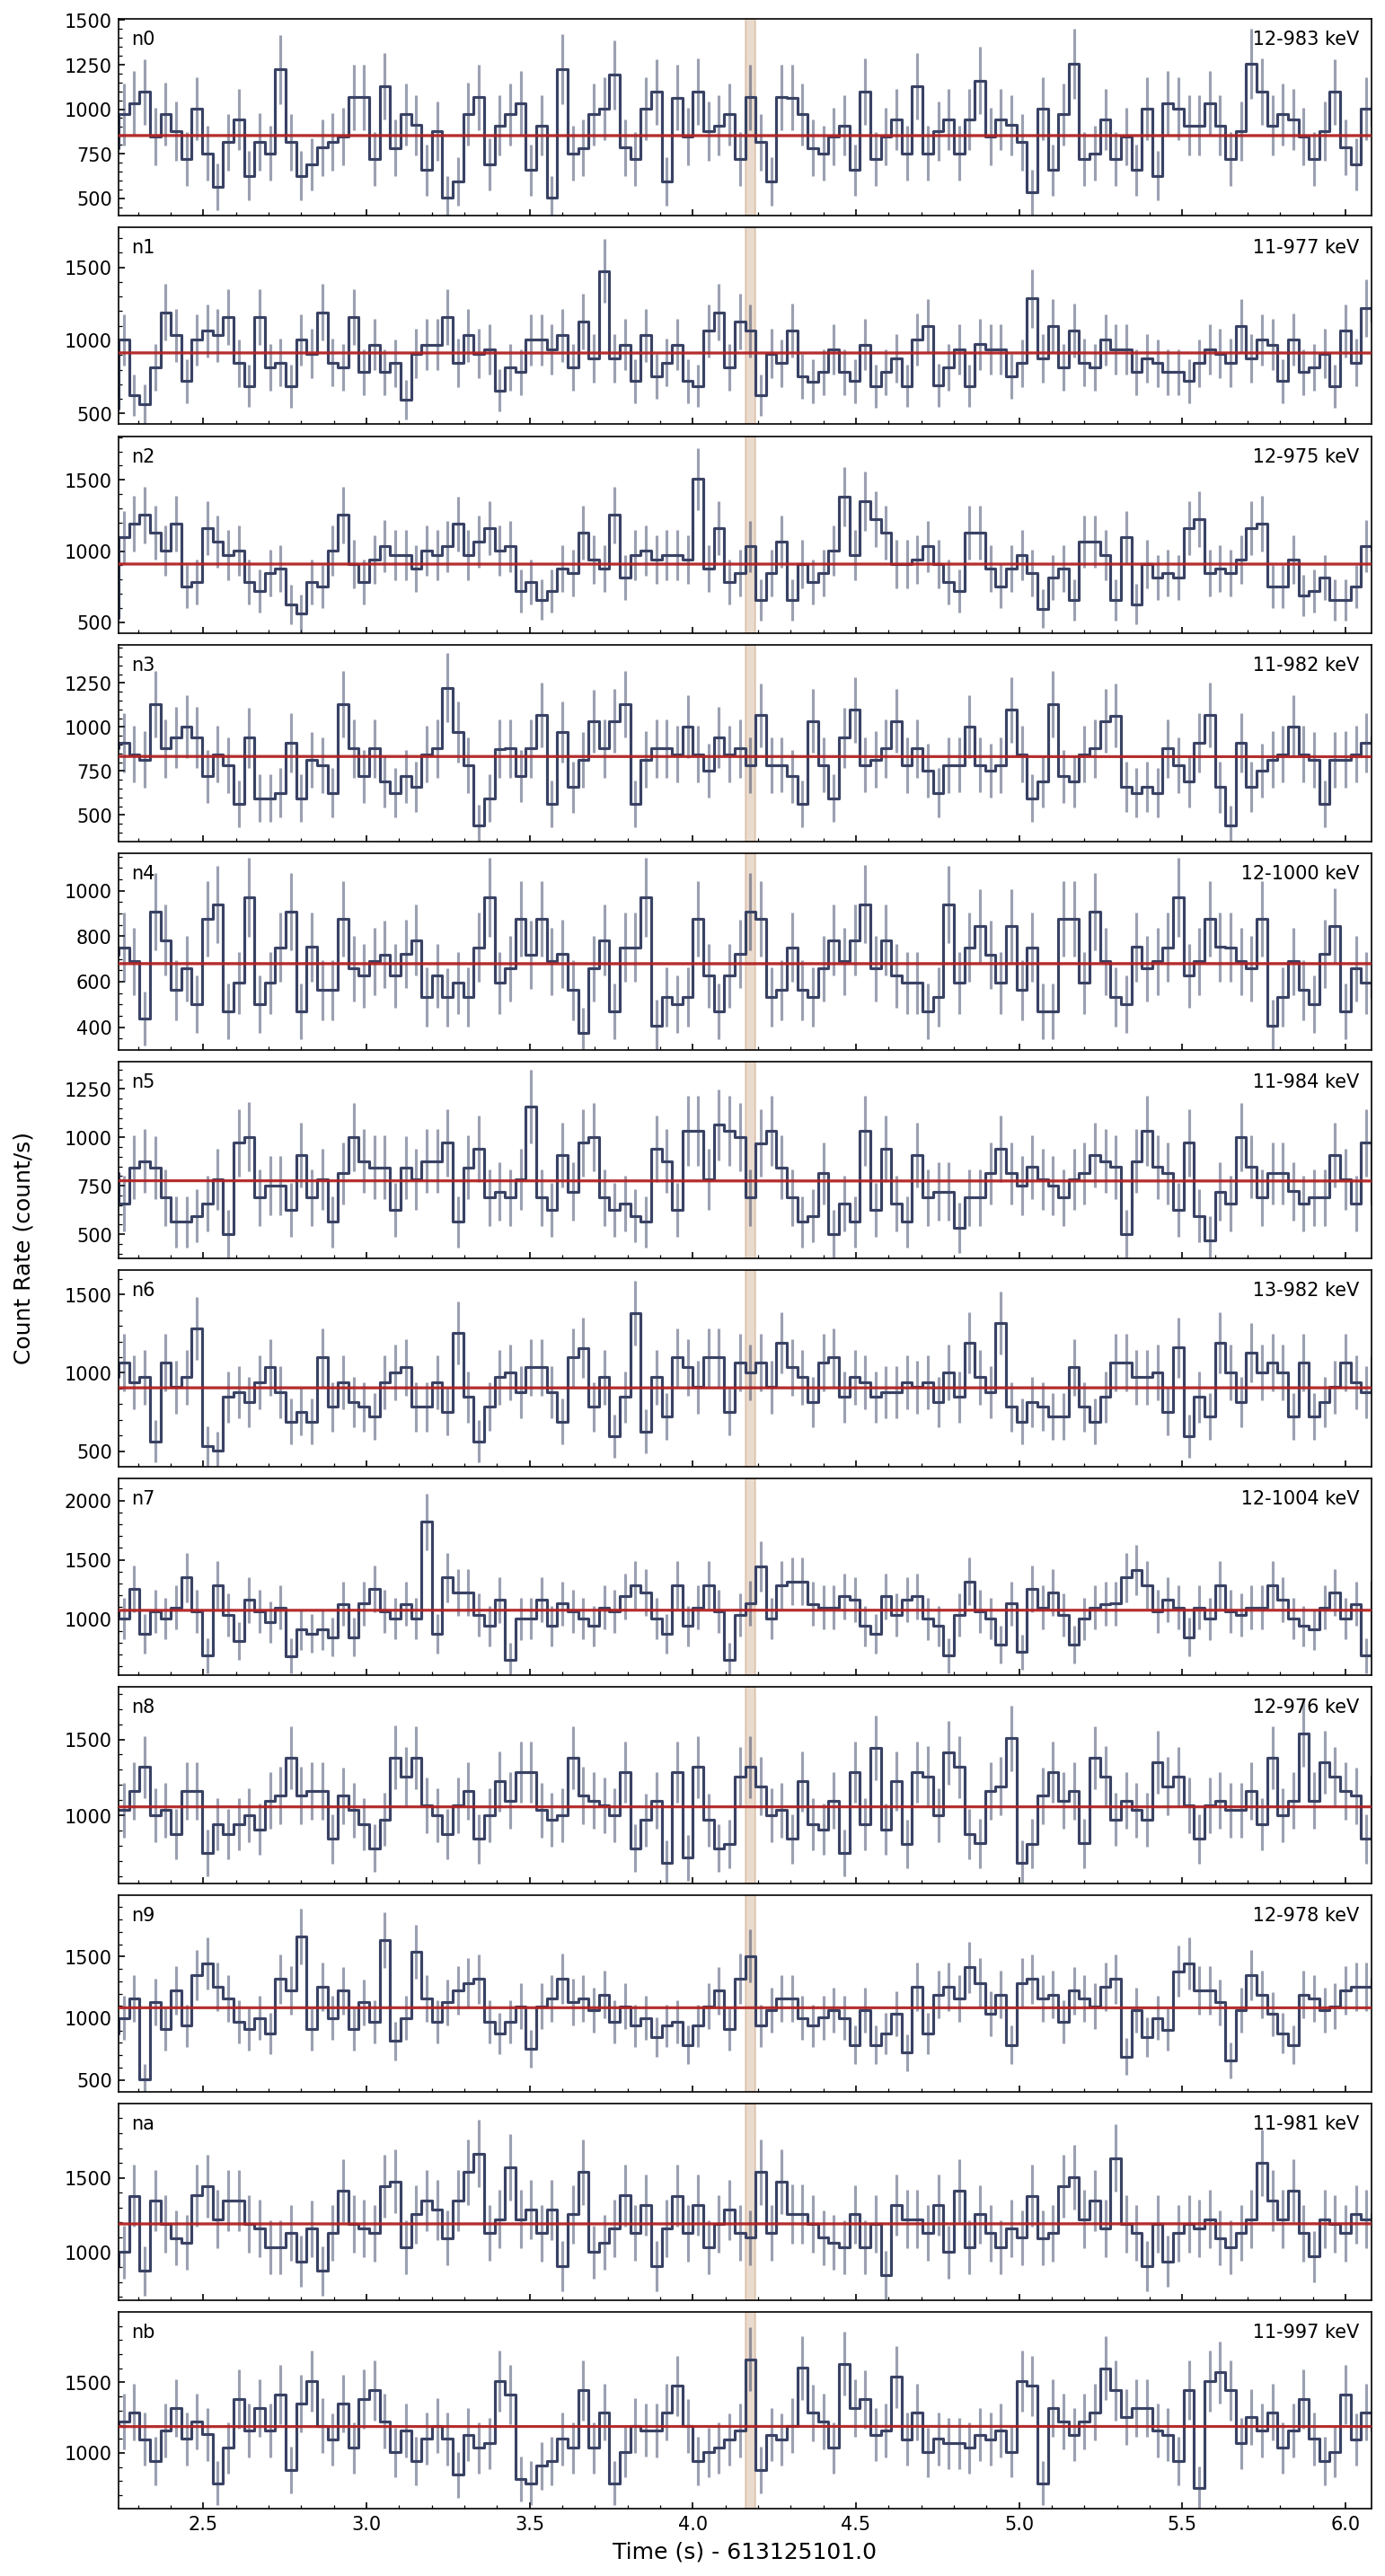 n0 12-983 keV
1500
1250
1000
750
500
n1 11-977 keV
1500
1000
500
n2 12-975 keV
1500
1000
500
n3 11-982 keV
1250
1000
750
500
n4 12-1000 keV
1000
800
600
400
n5 11-984 keV
1250
1000
750
500
n6 13-982 keV
1500
1000
500
n7 12-1004 keV
2000
1500
1000
n8 12-976 keV
1500
1000
n9 12-978 keV
1500
1000
500
na 11-981 keV
1500
1000
nb 11-997 keV
1500
1000
2.5 3.0 3.5 4.0 4.5 5.0 5.5 6.0
Time (s) - 613125101.0
Count Rate (count/s)